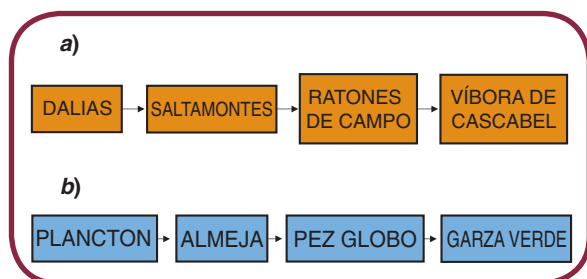 a)
DALIAS
SALTAMONTES
RATONES
DE CAMPO
VÍBORA DE
CASCABEL
b)
PLANCTON
ALMEJA
PEZ GLOBO
GARZA VERDE